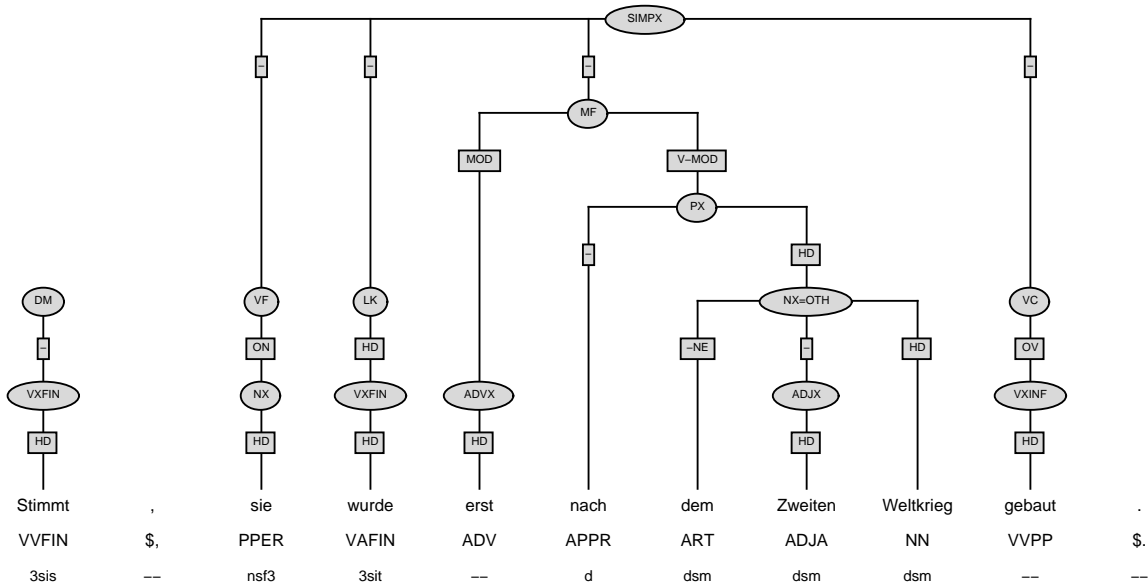 SIMPX
– – – –
MF
MOD V–MOD
PX
– HD
DM VF LK NX=OTH VC
– ON HD –NE – HD OV
VXFIN NX VXFIN ADVX ADJX VXINF
HD HD HD HD HD HD
Stimmt , sie wurde erst nach dem Zweiten Weltkrieg gebaut .
VVFIN $, PPER VAFIN ADV APPR ART ADJA NN VVPP $.
3sis –– nsf3 3sit –– d dsm dsm dsm –– ––